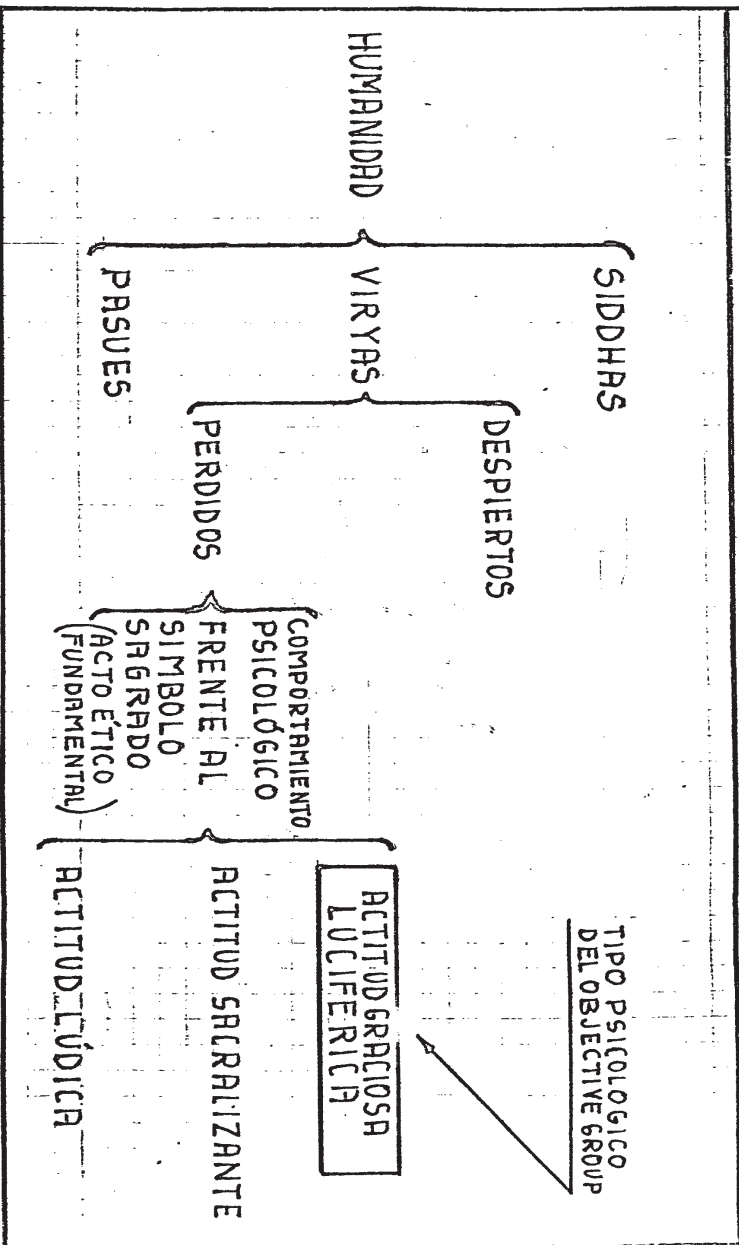 HUMANIDAD
SIDDHAS
VIRYAS
PASUES
DESPIERTOS
PERDIDOS
COMPORTAMIENTO
PSICOLÓGICO
FRENTE AL
SIMBOLO
SAGRADO
(ACTO ÉTICO
FUNDAMENTAL)
ACTITUD GRACIOSA
LUCIFERICA
ACTITUD SACRALIZANTE
ACTITUD LÚDICA
TIPO PSICOLOGICO
DEL OBJECTIVE GROUP